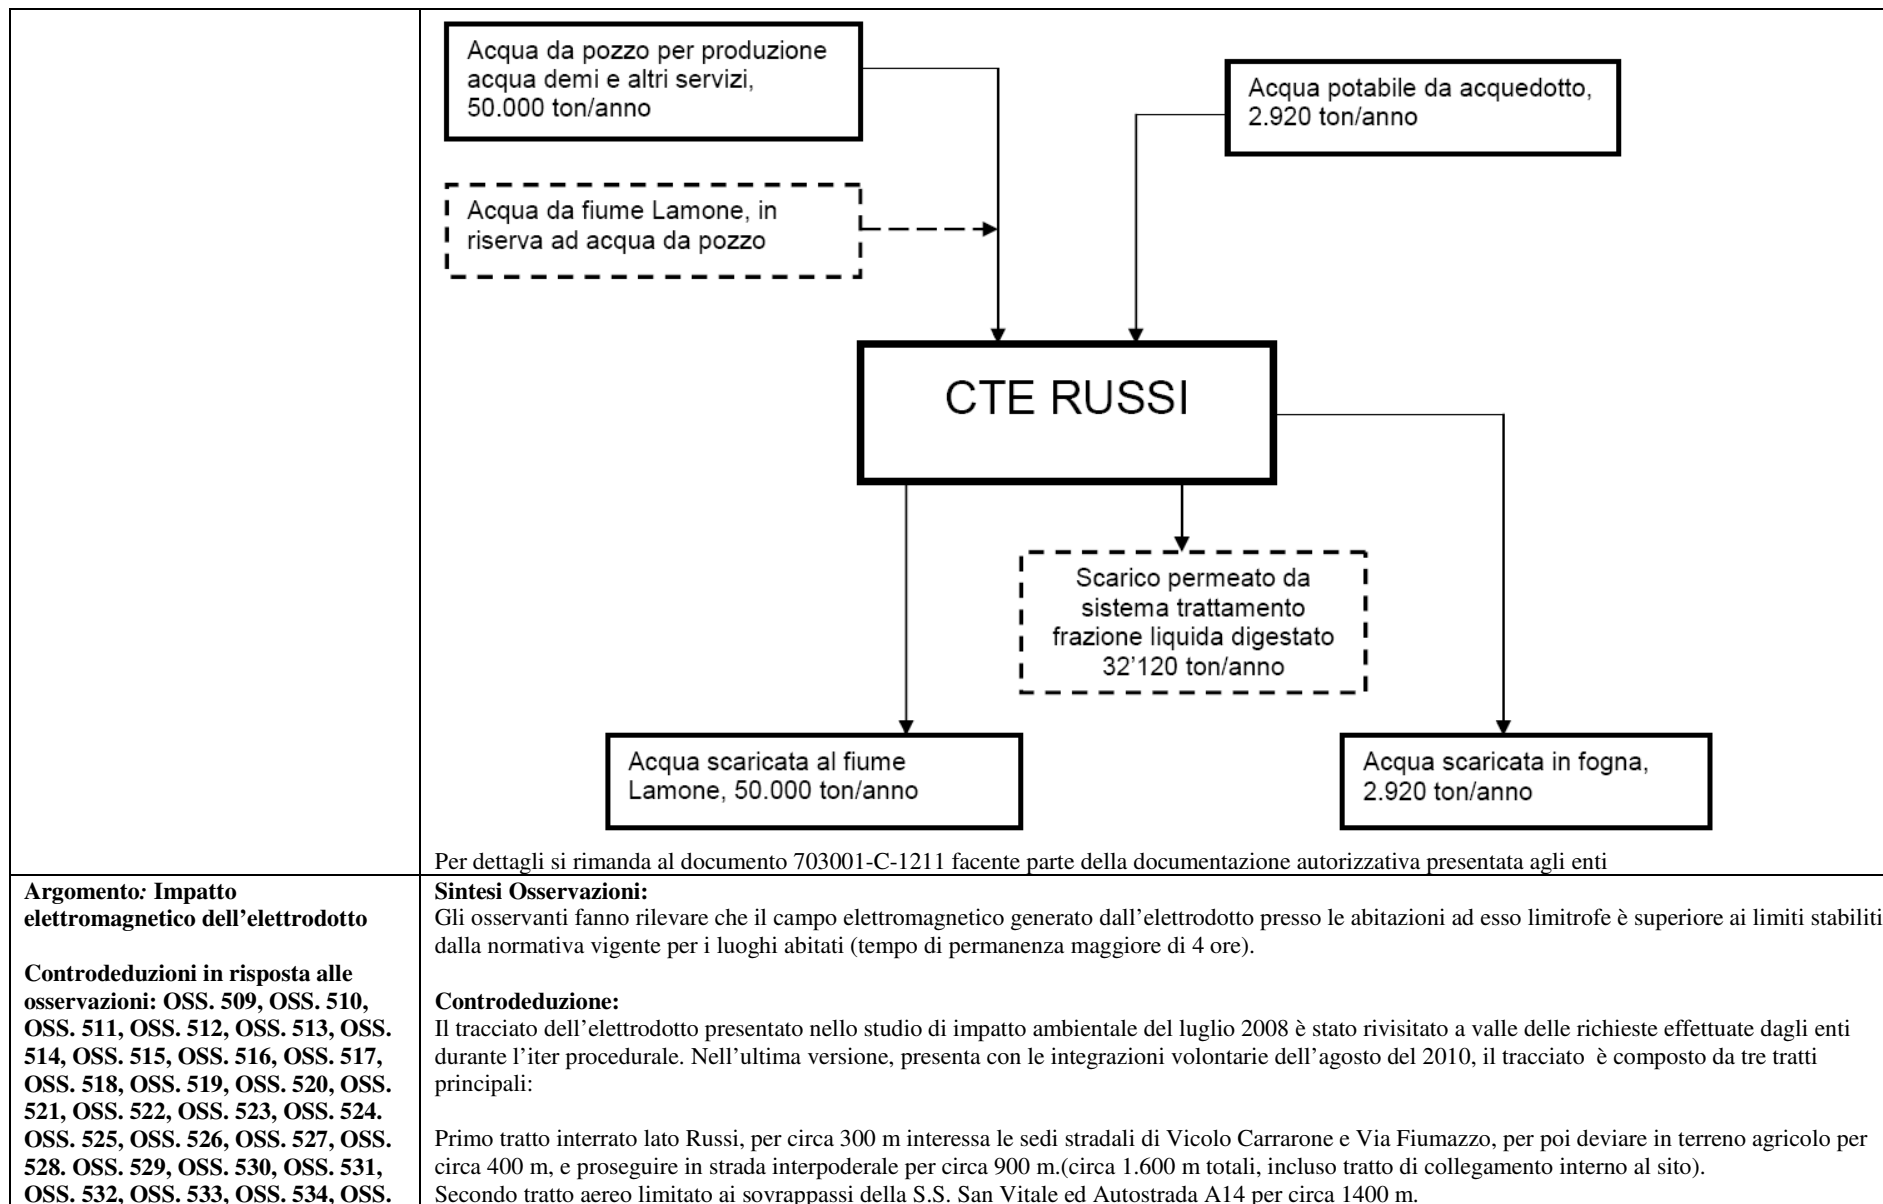 Acqua da pozzo per produzione
acqua demi e altri servizi,
50.000 ton/anno
Acqua potabile da acquedotto,
2.920 ton/anno
Acqua da fiume Lamone, in
riserva ad acqua da pozzo
CTE RUSSI
Scarico permeato da
sistema trattamento
frazione liquida digestato
32'120 ton/anno
Acqua scaricata al fiume
Lamone, 50.000 ton/anno
Acqua scaricata in fogna,
2.920 ton/anno
Per dettagli si rimanda al documento 703001-C-1211 facente parte della documentazione autorizzativa presentata agli enti
Argomento: Impatto
elettromagnetico dell’elettrodotto
Controdeduzioni in risposta alle
osservazioni: OSS. 509, OSS. 510,
OSS. 511, OSS. 512, OSS. 513, OSS.
514, OSS. 515, OSS. 516, OSS. 517,
OSS. 518, OSS. 519, OSS. 520, OSS.
521, OSS. 522, OSS. 523, OSS. 524.
OSS. 525, OSS. 526, OSS. 527, OSS.
528. OSS. 529, OSS. 530, OSS. 531,
OSS. 532, OSS. 533, OSS. 534, OSS.
Sintesi Osservazioni:
Gli osservanti fanno rilevare che il campo elettromagnetico generato dall’elettrodotto presso le abitazioni ad esso limitrofe è superiore ai limiti stabiliti
dalla normativa vigente per i luoghi abitati (tempo di permanenza maggiore di 4 ore).
Controdeduzione:
Il tracciato dell’elettrodotto presentato nello studio di impatto ambientale del luglio 2008 è stato rivisitato a valle delle richieste effettuate dagli enti
durante l’iter procedurale. Nell’ultima versione, presenta con le integrazioni volontarie dell’agosto del 2010, il tracciato è composto da tre tratti
principali:
Primo tratto interrato lato Russi, per circa 300 m interessa le sedi stradali di Vicolo Carrarone e Via Fiumazzo, per poi deviare in terreno agricolo per
circa 400 m, e proseguire in strada interpoderale per circa 900 m.(circa 1.600 m totali, incluso tratto di collegamento interno al sito).
Secondo tratto aereo limitato ai sovrappassi della S.S. San Vitale ed Autostrada A14 per circa 1400 m.